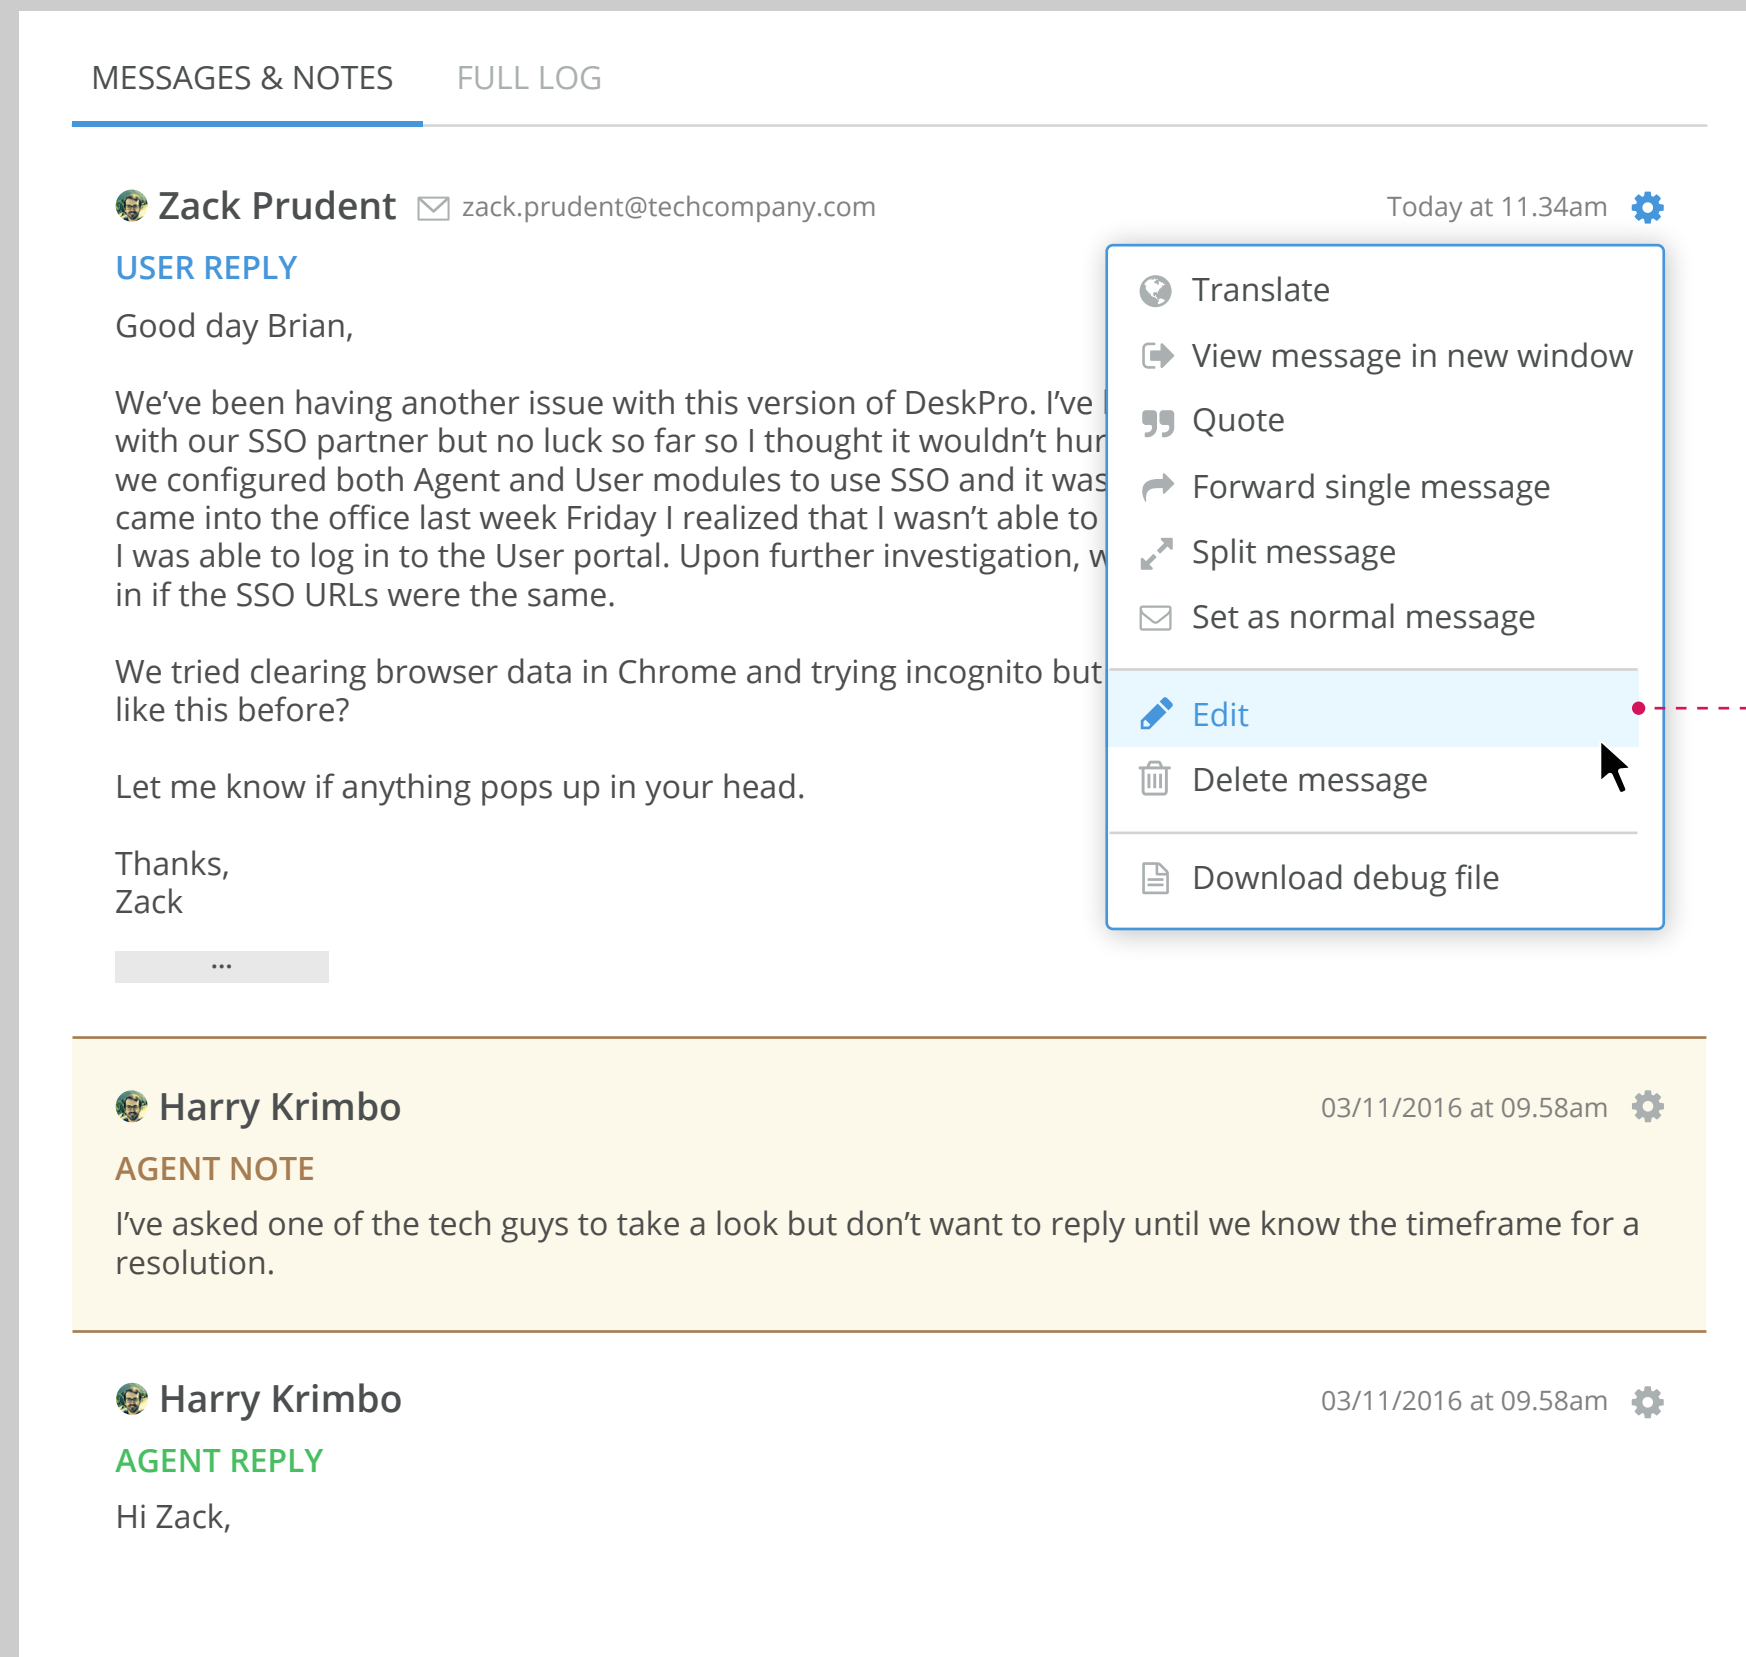 MESSAGES & NOTES FULL LOG
Zack Prudent zack.prudent@techcompany.com Today at 11.34am
USER REPLY
Good day Brian,
We've been having another issue with this version of DeskPro. I've
with our SSO partner but no luck so far so I thought it wouldn't hur
we configured both Agent and User modules to use SSO and it was
came into the office last week Friday I realized that I wasn't able to
I was able to log in to the User portal. Upon further investigation,
in if the SSO URLs were the same.
We tried clearing browser data in Chrome and trying incognito but
like this before?
Let me know if anything pops up in your head.
Thanks,
Zack
...
Translate
View message in new window
Quote
Forward single message
Split message
Set as normal message
Edit
Delete message
Download debug file
Harry Krimbo 03/11/2016 at 09.58am
AGENT NOTE
I've asked one of the tech guys to take a look but don't want to reply until we know the timeframe for a
resolution.
Harry Krimbo 03/11/2016 at 09.58am
AGENT REPLY
Hi Zack,